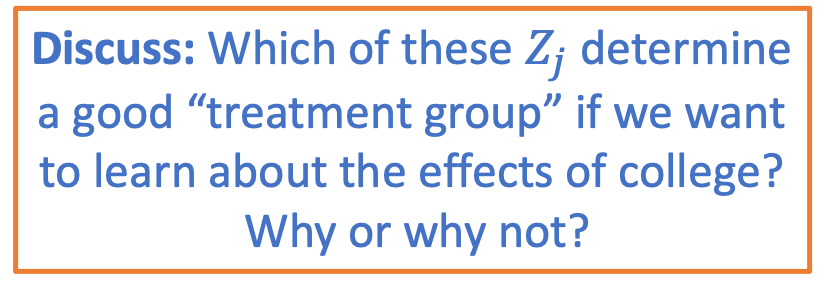 Discuss: Which of these Zj determine
a good “treatment group” if we want
to learn about the effects of college?
Why or why not?